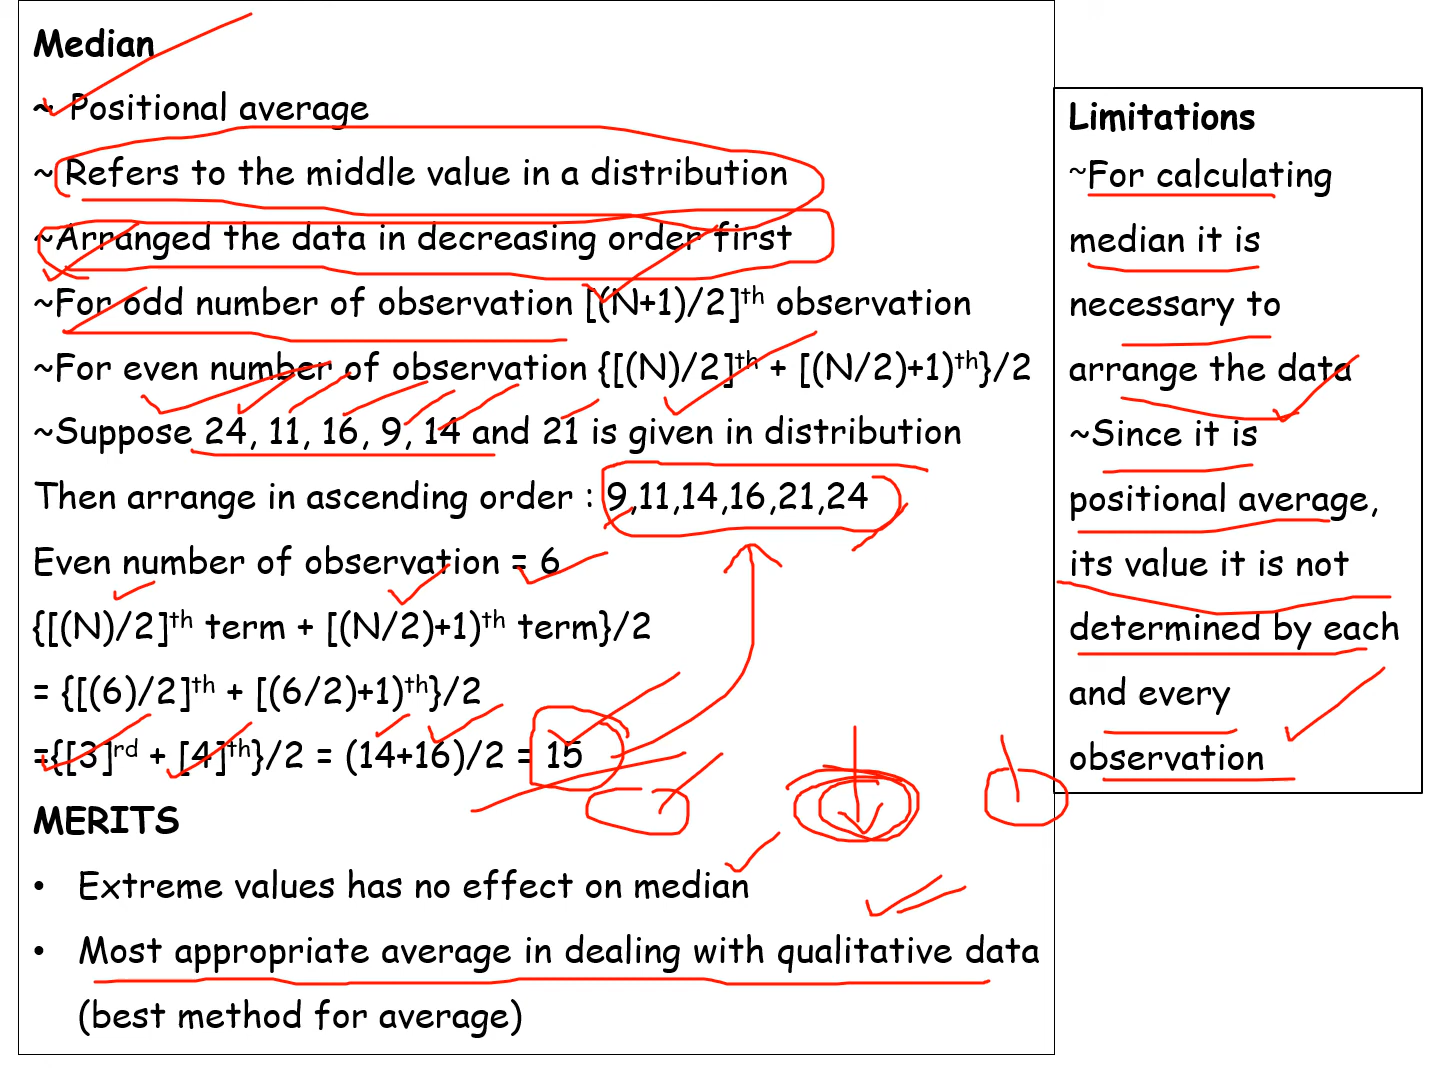 Median
~ Positional average
~ Refers to the middle value in a distribution
~Arranged the data in decreasing order first
~For odd number of observation [(N+1)/2]th observation
~For even number of observation {[(N)/2]th + [(N/2)+1)th}/2
~Suppose 24, 11, 16, 9, 14 and 21 is given in distribution
Then arrange in ascending order : 9,11,14,16,21,24
Even number of observation = 6
{[(N)/2]th term + [(N/2)+1)th term}/2
= {[(6)/2]th + [(6/2)+1)th}/2
={[3]rd + [4]th}/2 = (14+16)/2 = 15
MERITS
• Extreme values has no effect on median
• Most appropriate average in dealing with qualitative data
(best method for average)
Limitations
~For calculating
median it is
necessary to
arrange the data
~Since it is
positional average,
its value it is not
determined by each
and every
observation